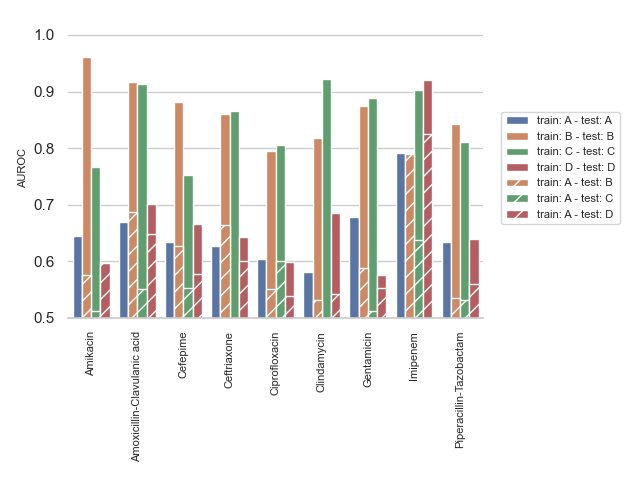 1.0
0.9
0.8
0.7
0.6
0.5
AUROC
Amikacin
Amoxicillin-Clavulanic acid
Cefepime
Ceftriaxone
Ciprofloxacin
Clindamycin
Gentamicin
Imipenem
Piperacillin-Tazobactam
train: A - test: A
train: B - test: B
train: C - test: C
train: D - test: D
train: A - test: B
train: A - test: C
train: A - test: D